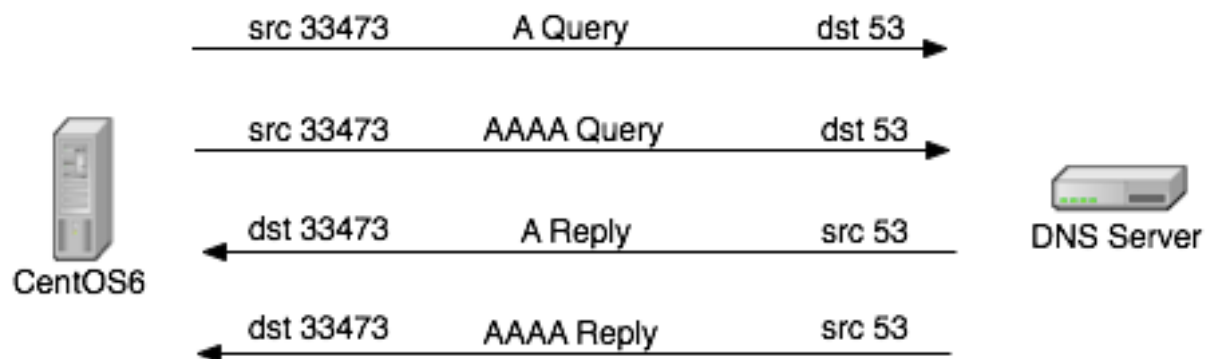 src 33473 A Query dst 53
src 33473 AAAA Query dst 53
dst 33473 A Reply src 53
DNS Server
CentOS6
dst 33473 AAAA Reply src 53